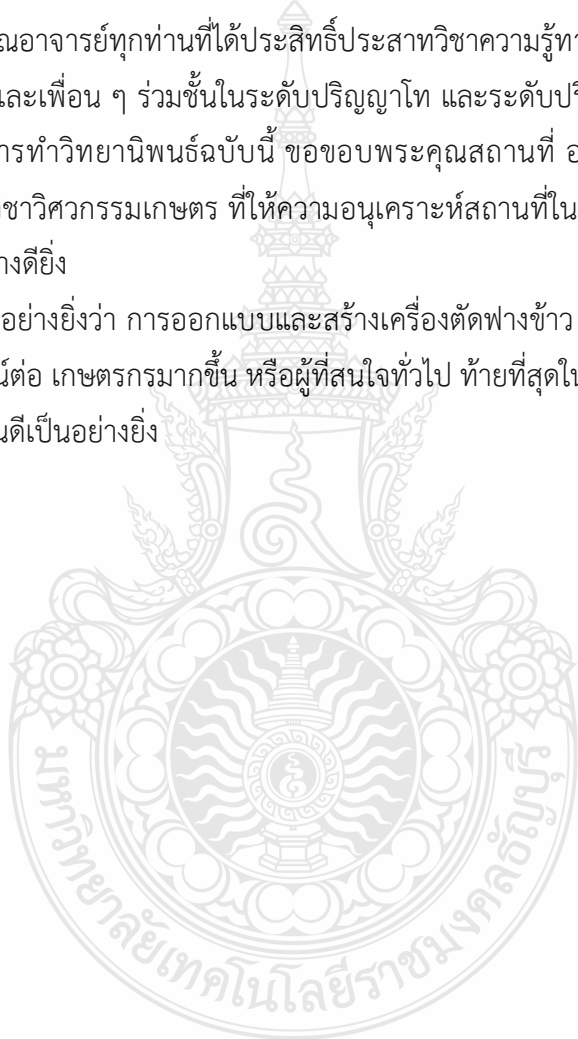 ณอาจารย์ทุกท่านที่ได้ประสิทธิ์ประสาทวิชาความรู้ทา
และเพื่อน ๆ ร่วมชั้นในระดับปริญญาโท และระดับปริ
ารทำวิทยานิพนธ์ฉบับนี้ ขอขอบพระคุณสถานที่ อ
ชาวิศวกรรมเกษตร ที่ให้ความอนุเคราะห์สถานที่ใน
างดียิ่ง
อย่างยิ่งว่า การออกแบบและสร้างเครื่องตัดฟางข้าว
น์ต่อ เกษตรกรมากขึ้น หรือผู้ที่สนใจทั่วไป ท้ายที่สุดใน
นดีเป็นอย่างยิ่ง
มหาวิทยาลัยเทคโนโลยีราชมงคลธัญบุรี